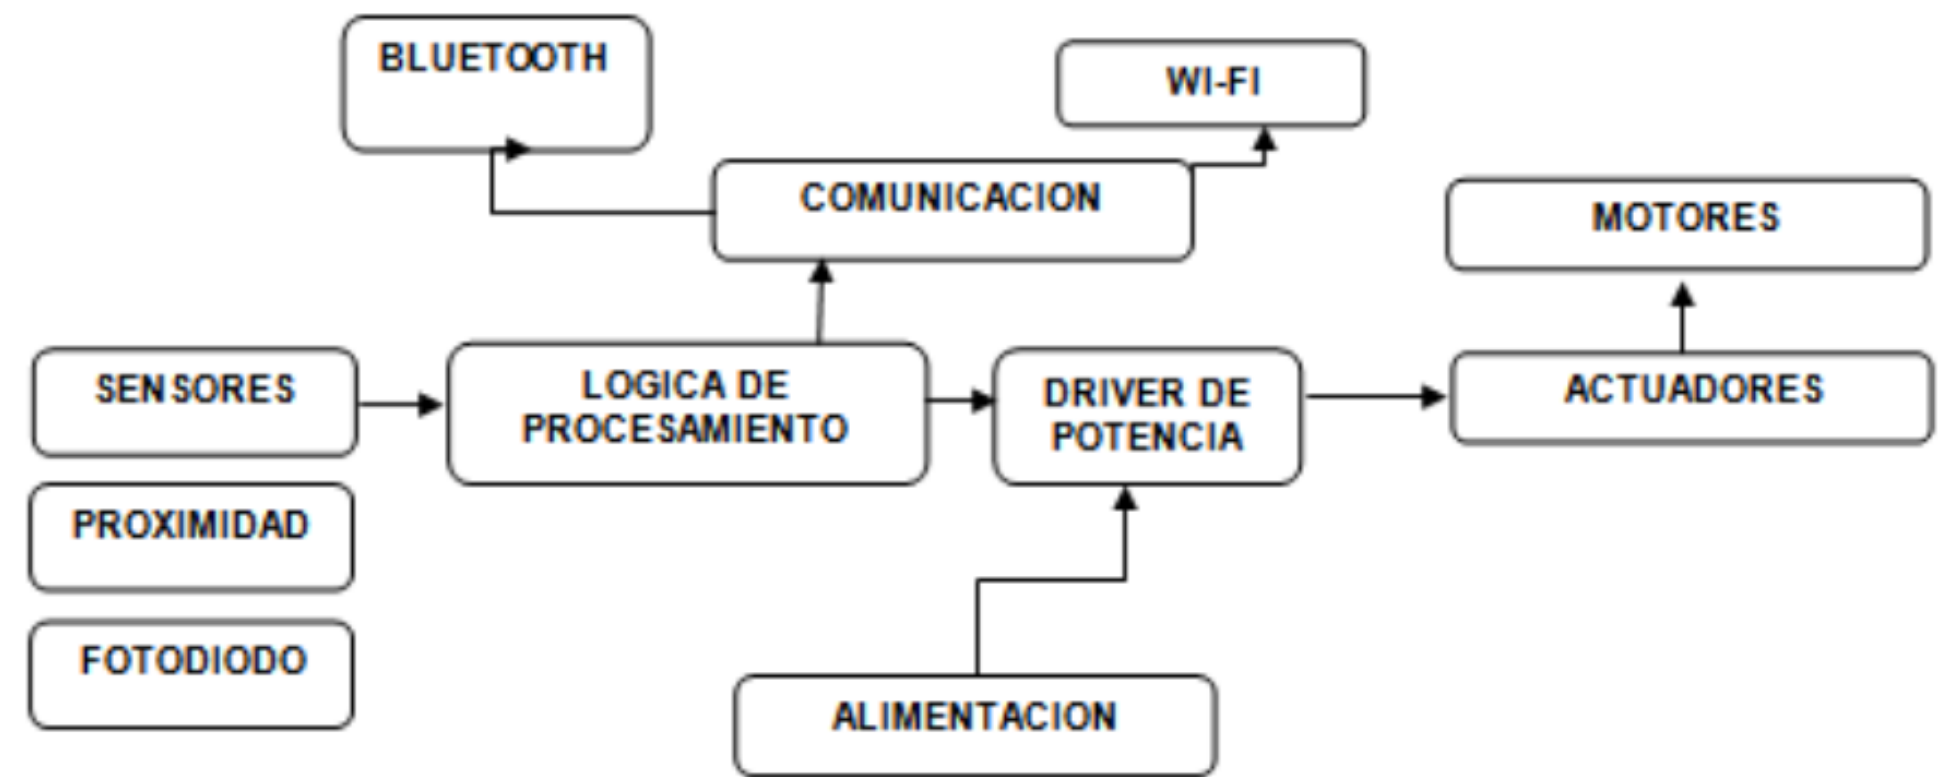 BLUETOOTH
WI-FI
COMUNICACION
MOTORES
SENSORES
LOGICA DE
PROCESAMIENTO
DRIVER DE
POTENCIA
ACTUADORES
PROXIMIDAD
FOTODIODO
ALIMENTACION